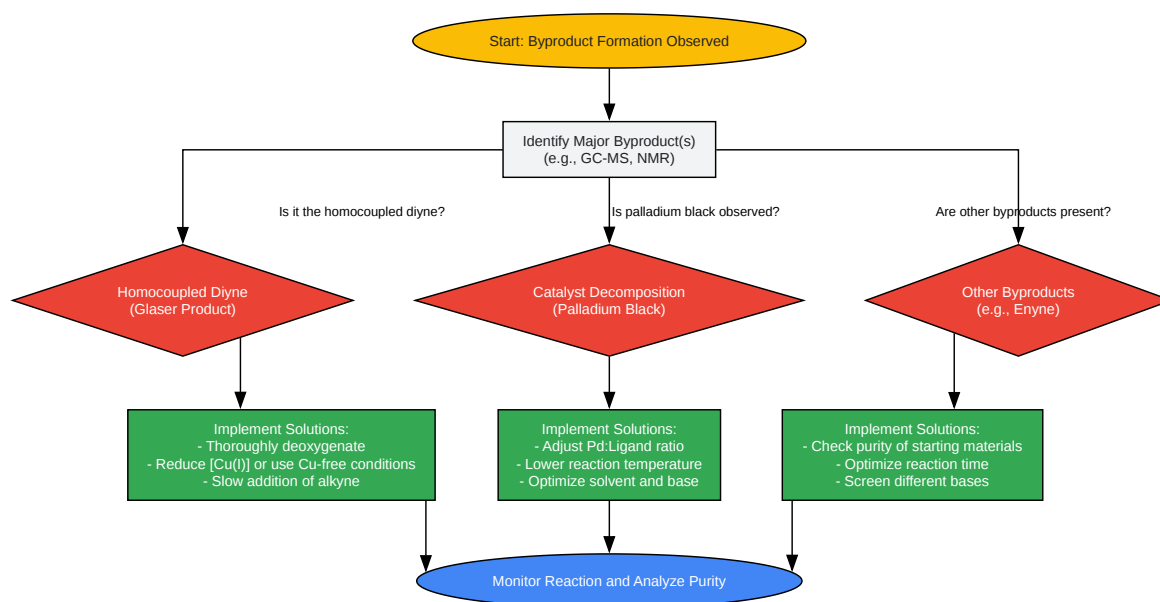 Start: Byproduct Formation Observed
Identify Major Byproduct(s)
(e.g., GC-MS, NMR)
Is it the homocoupled diyne?
Is palladium black observed?
Are other byproducts present?
Homocoupled Diyne
(Glaser Product)
Catalyst Decomposition
(Palladium Black)
Other Byproducts
(e.g., Enyne)
Implement Solutions:
- Thoroughly deoxygenate
- Reduce [Cu(I)] or use Cu-free conditions
- Slow addition of alkyne
Implement Solutions:
- Adjust Pd:Ligand ratio
- Lower reaction temperature
- Optimize solvent and base
Implement Solutions:
- Check purity of starting materials
- Optimize reaction time
- Screen different bases
Monitor Reaction and Analyze Purity